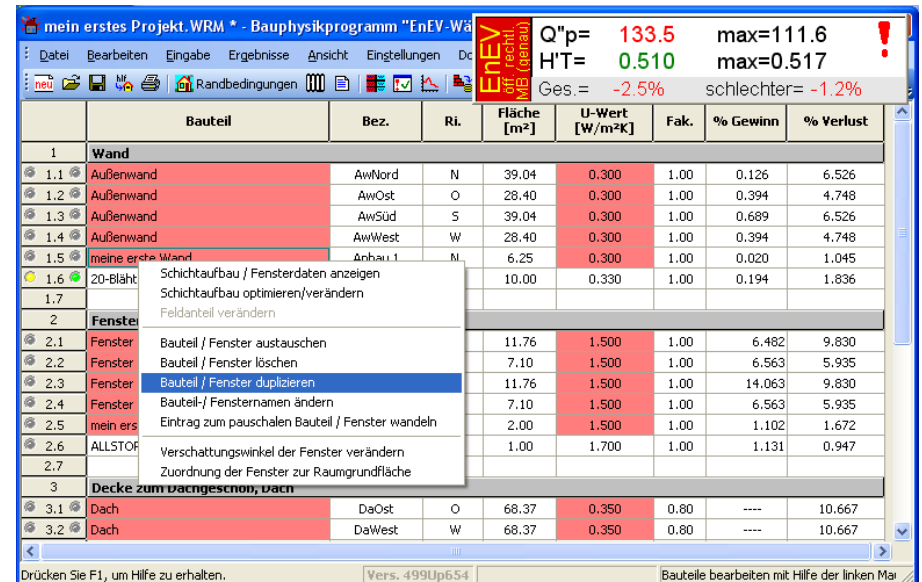 mein erstes Projekt.WRM * - Bauphysikprogramm "EnEV-Wä
EnEV
öff. rechtl.
MB (genau)
Q"p= 133.5 max=111.6 !
H'T= 0.510 max=0.517
Ges.= -2.5% schlechter= -1.2%
Datei Bearbeiten Eingabe Ergebnisse Ansicht Einstellungen Do
neu Randbedingungen
Bauteil Bez. Ri. Fläche [m²] U-Wert [W/m²K] Fak. % Gewinn % Verlust
1 Wand
1.1 Außenwand AwNord N 39.04 0.300 1.00 0.126 6.526
1.2 Außenwand AwOst O 28.40 0.300 1.00 0.394 4.748
1.3 Außenwand AwSüd S 39.04 0.300 1.00 0.689 6.526
1.4 Außenwand AwWest W 28.40 0.300 1.00 0.394 4.748
1.5 meine erste Wand Anbau 1 N 6.25 0.300 1.00 0.020 1.045
1.6 20-Bläht 10.00 0.330 1.00 0.194 1.836
1.7
2 Fenster
2.1 Fenster 11.76 1.500 1.00 6.482 9.830
2.2 Fenster 7.10 1.500 1.00 6.563 5.935
2.3 Fenster 11.76 1.500 1.00 14.063 9.830
2.4 Fenster 7.10 1.500 1.00 6.563 5.935
2.5 mein ers 2.00 1.500 1.00 1.102 1.672
2.6 ALLSTOP 1.00 1.700 1.00 1.131 0.947
2.7
3 Decke zum Dachgeschoß, Dach
3.1 Dach DaOst O 68.37 0.350 0.80 ---- 10.667
3.2 Dach DaWest W 68.37 0.350 0.80 ---- 10.667
Schichtaufbau / Fensterdaten anzeigen
Schichtaufbau optimieren/verändern
Feldanteil verändern
Bauteil / Fenster austauschen
Bauteil / Fenster löschen
Bauteil / Fenster duplizieren
Bauteil-/ Fensternamen ändern
Eintrag zum pauschalen Bauteil / Fenster wandeln
Verschattungswinkel der Fenster verändern
Zuordnung der Fenster zur Raumgrundfläche
Drücken Sie F1, um Hilfe zu erhalten. Vers. 499Up654 Bauteile bearbeiten mit Hilfe der linken Mau